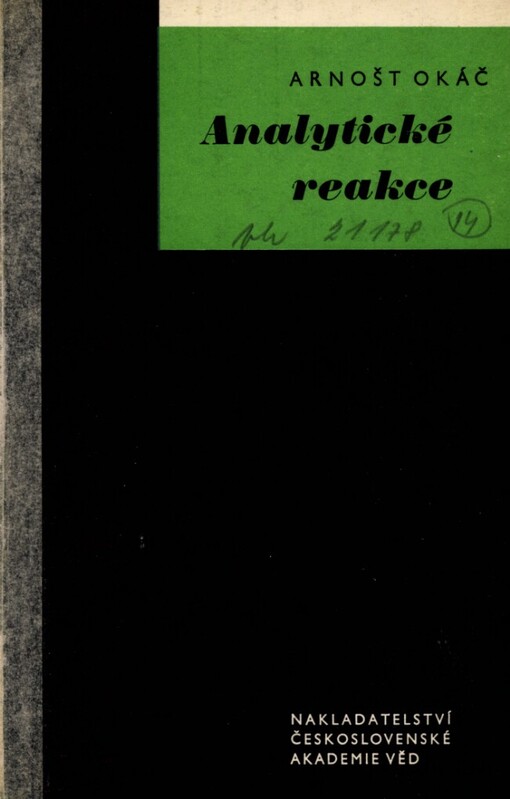 ARNOŠT OKÁČ
Analytické
reakce
21178 14
NAKLADATELSTVÍ
ČESKOSLOVENSKÉ
AKADEMIE VĚD